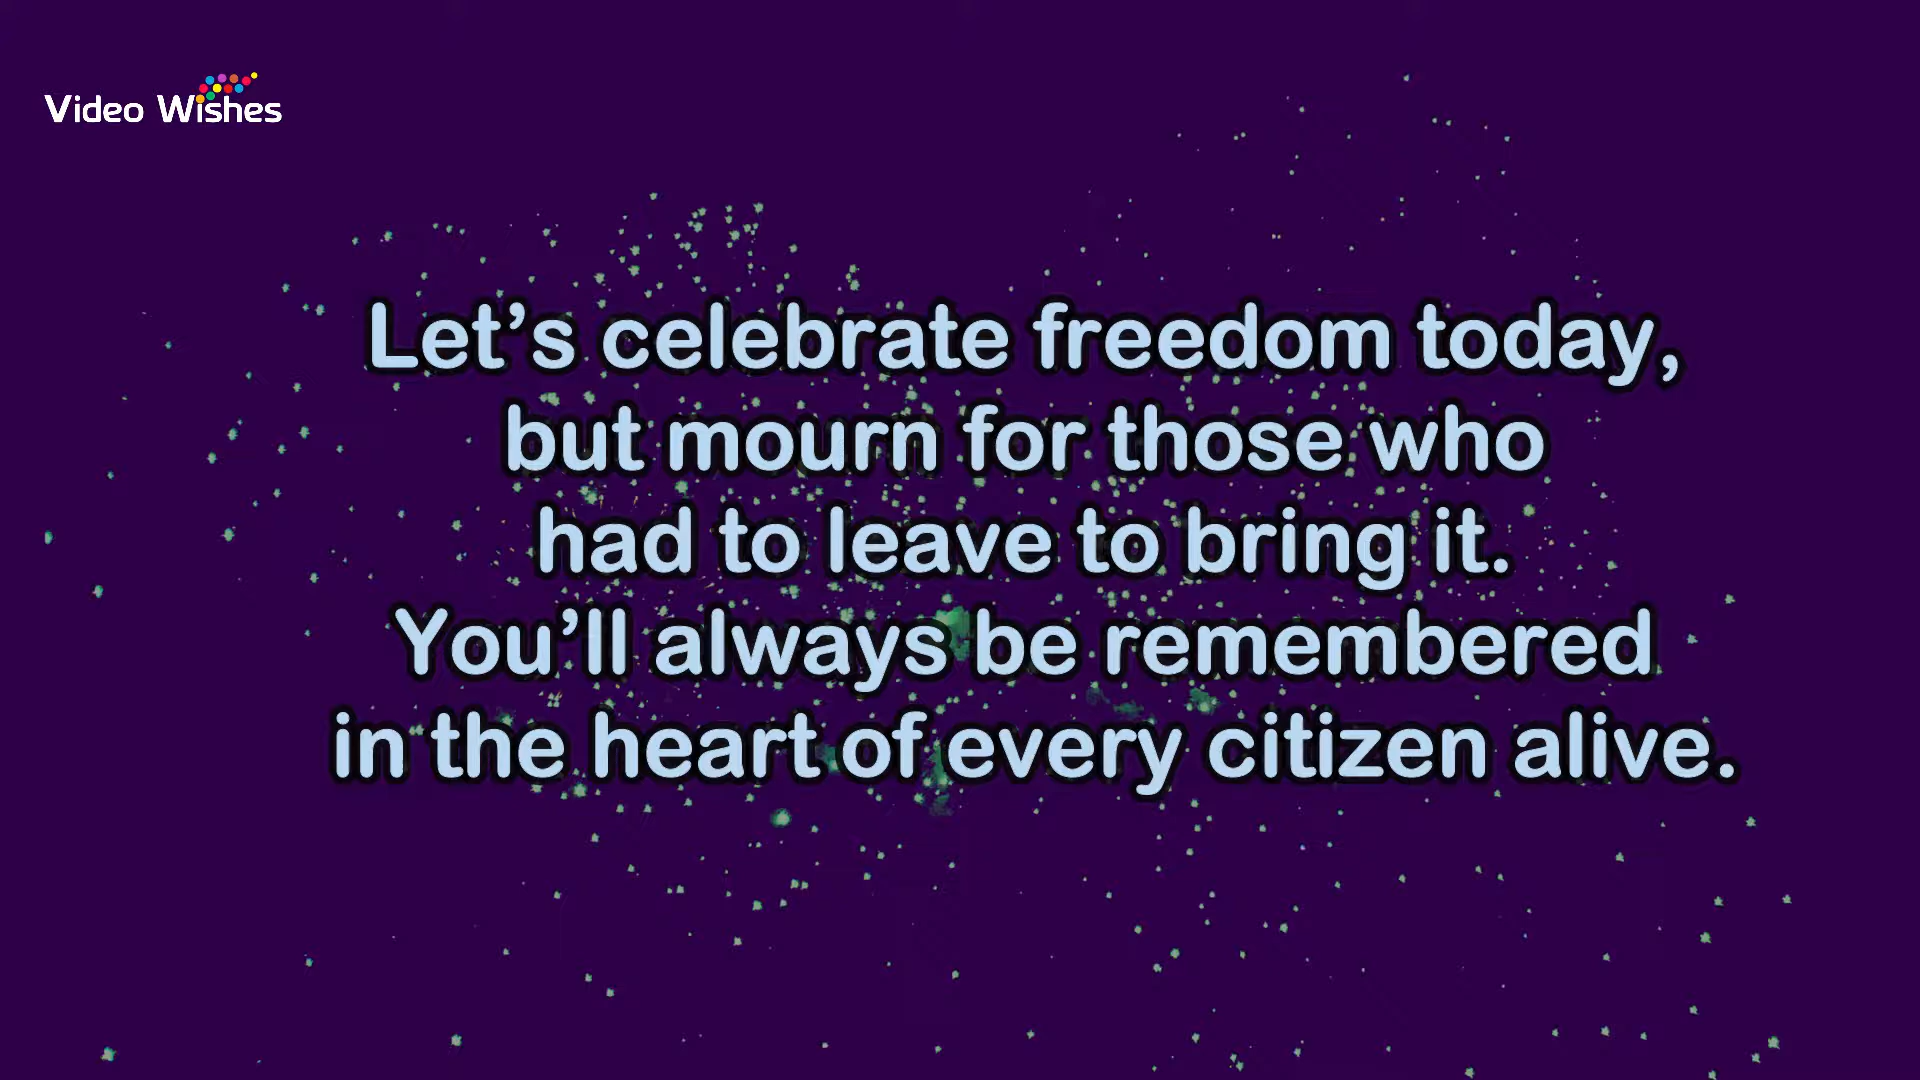 Video Wishes
Let’s celebrate freedom today,
but mourn for those who
had to leave to bring it.
You’ll always be remembered
in the heart of every citizen alive.